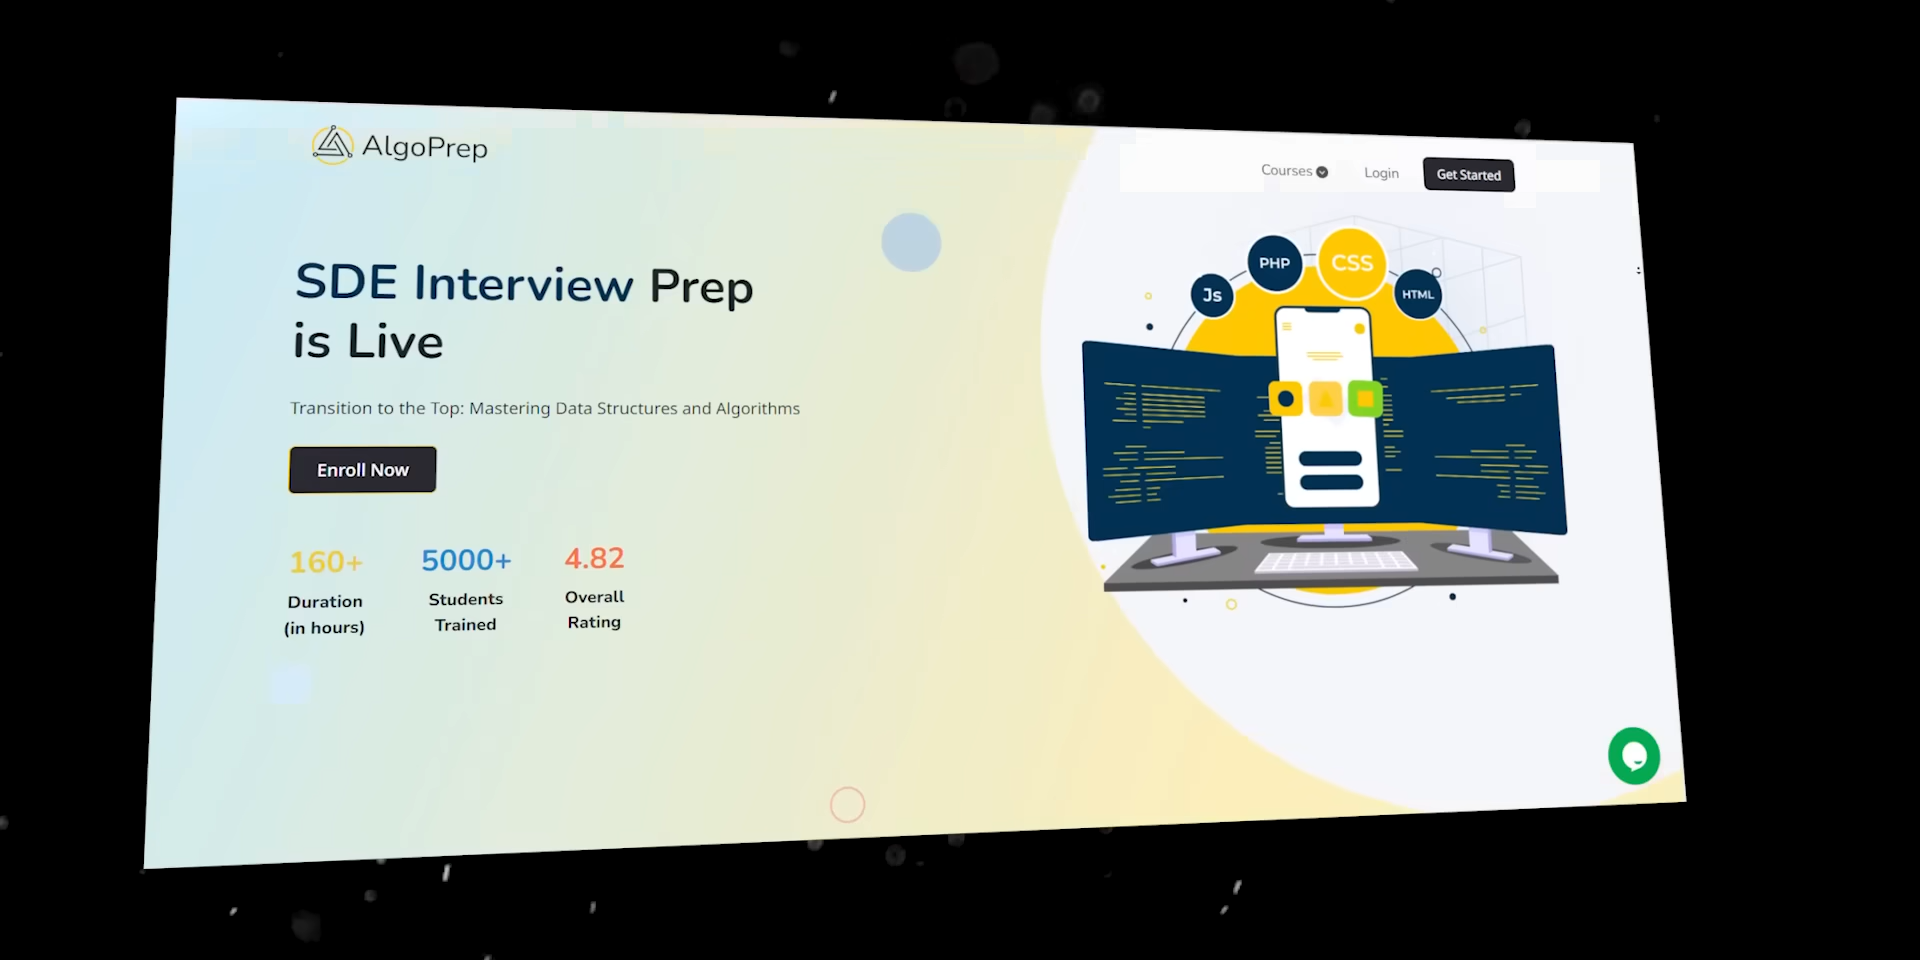 AlgoPrep
Courses
Login
Get Started
SDE Interview Prep
is Live
Transition to the Top: Mastering Data Structures and Algorithms
Enroll Now
160+
Duration
(in hours)
5000+
Students
Trained
4.82
Overall
Rating
Js
PHP
CSS
HTML